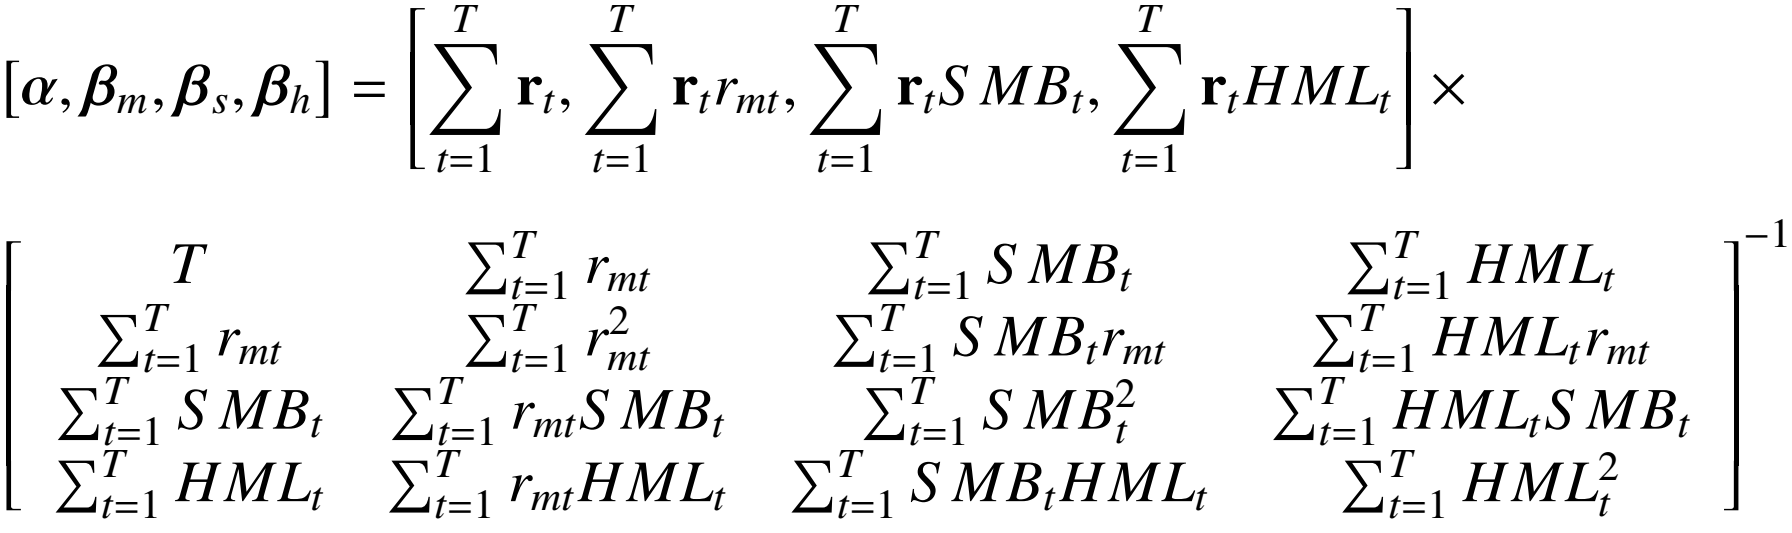 [α, β_m, β_s, β_h] = [∑_{t=1}^{T} r_t, ∑_{t=1}^{T} r_t r_{mt}, ∑_{t=1}^{T} r_t SMB_t, ∑_{t=1}^{T} r_t HML_t] ×
[ T ∑_{t=1}^{T} r_{mt} ∑_{t=1}^{T} SMB_t ∑_{t=1}^{T} HML_t
∑_{t=1}^{T} r_{mt} ∑_{t=1}^{T} r_{mt}^2 ∑_{t=1}^{T} SMB_t r_{mt} ∑_{t=1}^{T} HML_t r_{mt}
∑_{t=1}^{T} SMB_t ∑_{t=1}^{T} r_{mt} SMB_t ∑_{t=1}^{T} SMB_t^2 ∑_{t=1}^{T} HML_t SMB_t
∑_{t=1}^{T} HML_t ∑_{t=1}^{T} r_{mt} HML_t ∑_{t=1}^{T} SMB_t HML_t ∑_{t=1}^{T} HML_t^2 ]^{-1}